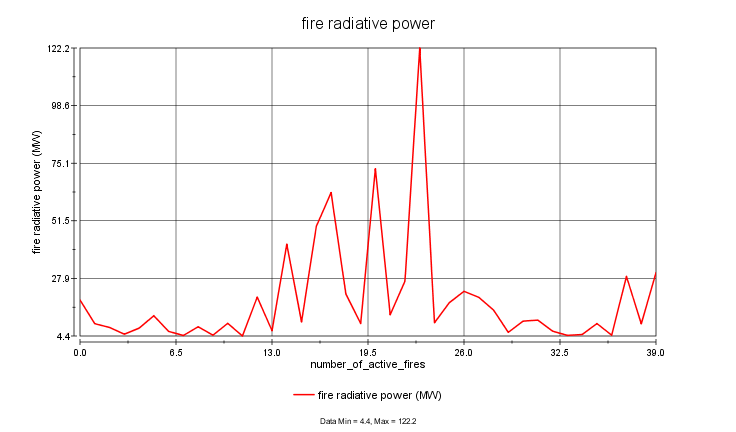 fire radiative power
122.2
98.6
75.1
51.5
27.9
4.4
fire radiative power (MW)
0.0 6.5 13.0 19.5 26.0 32.5 39.0
number_of_active_fires
fire radiative power (MW)
Data Min = 4.4, Max = 122.2